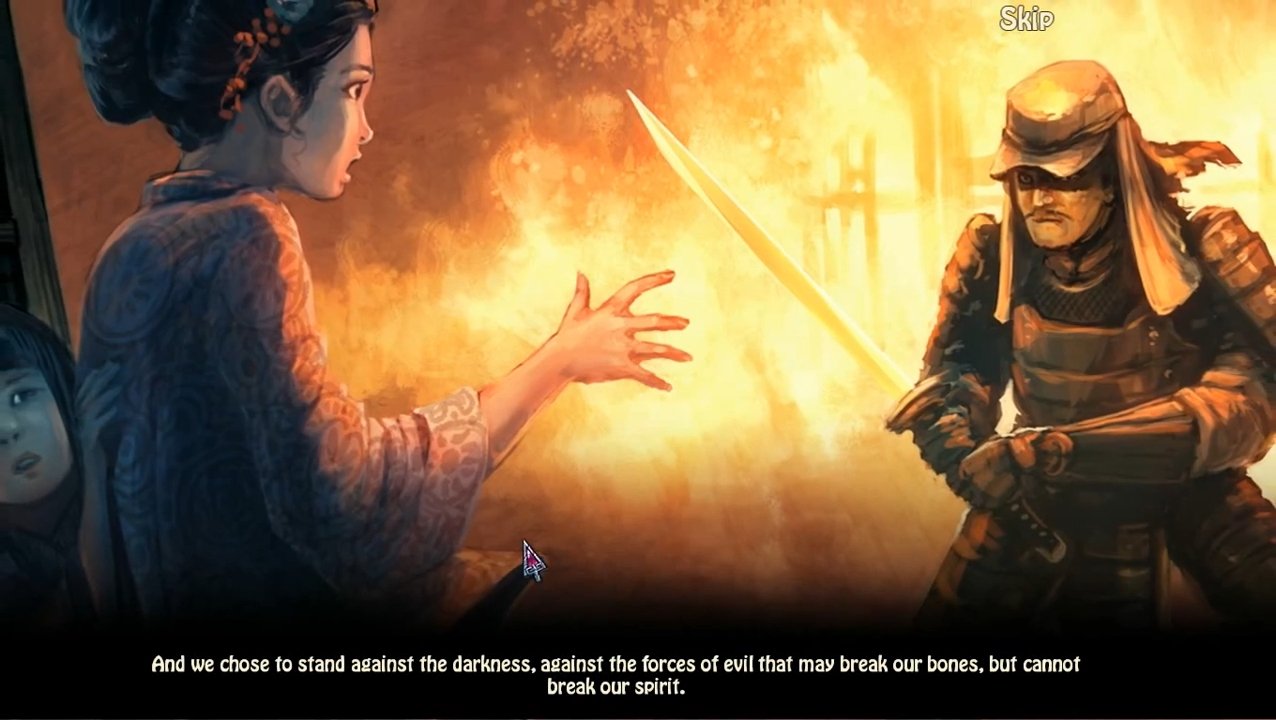 Skip
And we chose to stand against the darkness, against the forces of evil that may break our bones, but cannot
break our spirit.